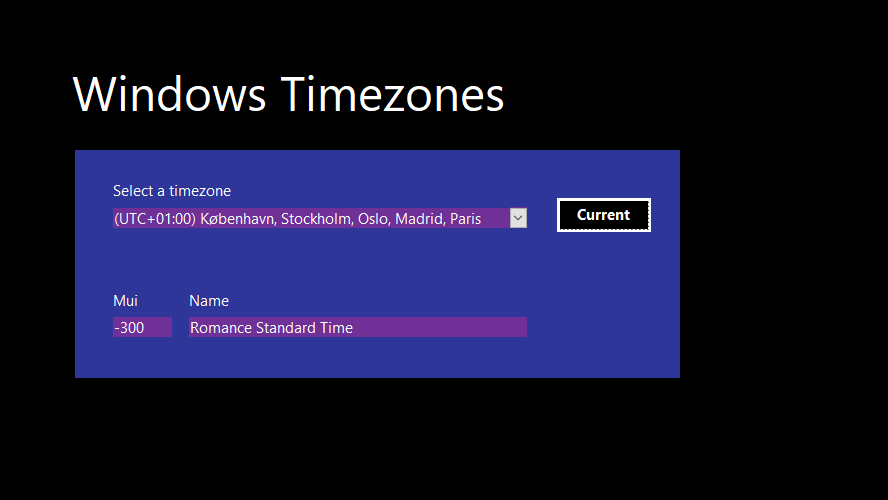 Windows Timezones
Select a timezone
(UTC+01:00) København, Stockholm, Oslo, Madrid, Paris
Current
Mui
Name
-300
Romance Standard Time